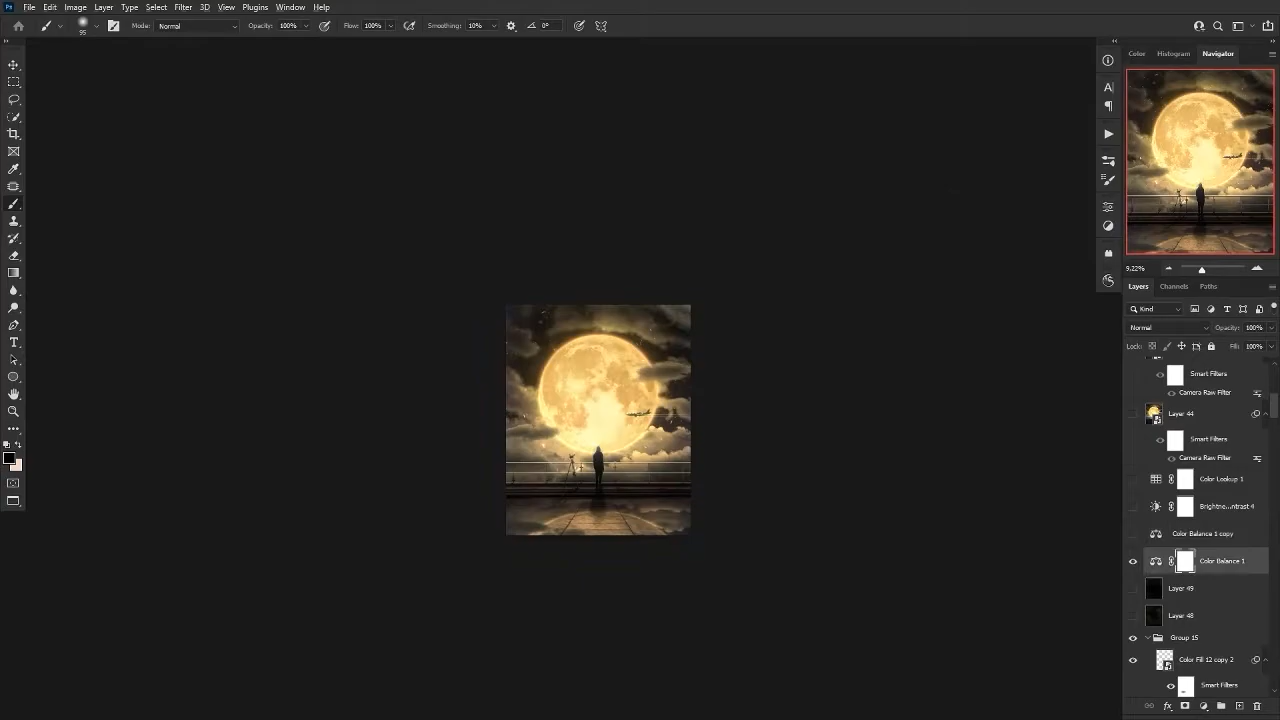 Ps File Edit Image Layer Type Select Filter 3D View Plugins Window Help
95 Mode: Normal Opacity: 100% Flow: 100% Smoothing: 10% 0°
Color Histogram Navigator
9.22%
Layers Channels Paths
Kind
Normal Opacity: 100%
Lock: Fill: 100%
Smart Filters
Camera Raw Filter
Layer 44
Smart Filters
Camera Raw Filter
Color Lookup 1
Brightne...ntrast 4
Color Balance 1 copy
Color Balance 1
Layer 49
Layer 48
Group 15
Color Fill 12 copy 2
Smart Filters
fx